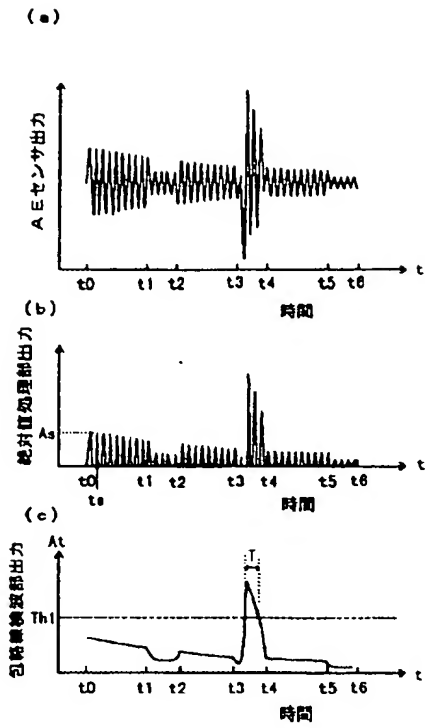 (a)
AEセンサ出力
t
t0 t1 t2 t3 t4 t5 t6
時間
(b)
絶対値処理部出力
As
t
t0 t1 t2 t3 t4 t5 t6
ts
時間
(c)
包絡線検波部出力
At
T
Th1
t
t0 t1 t2 t3 t4 t5 t6
時間